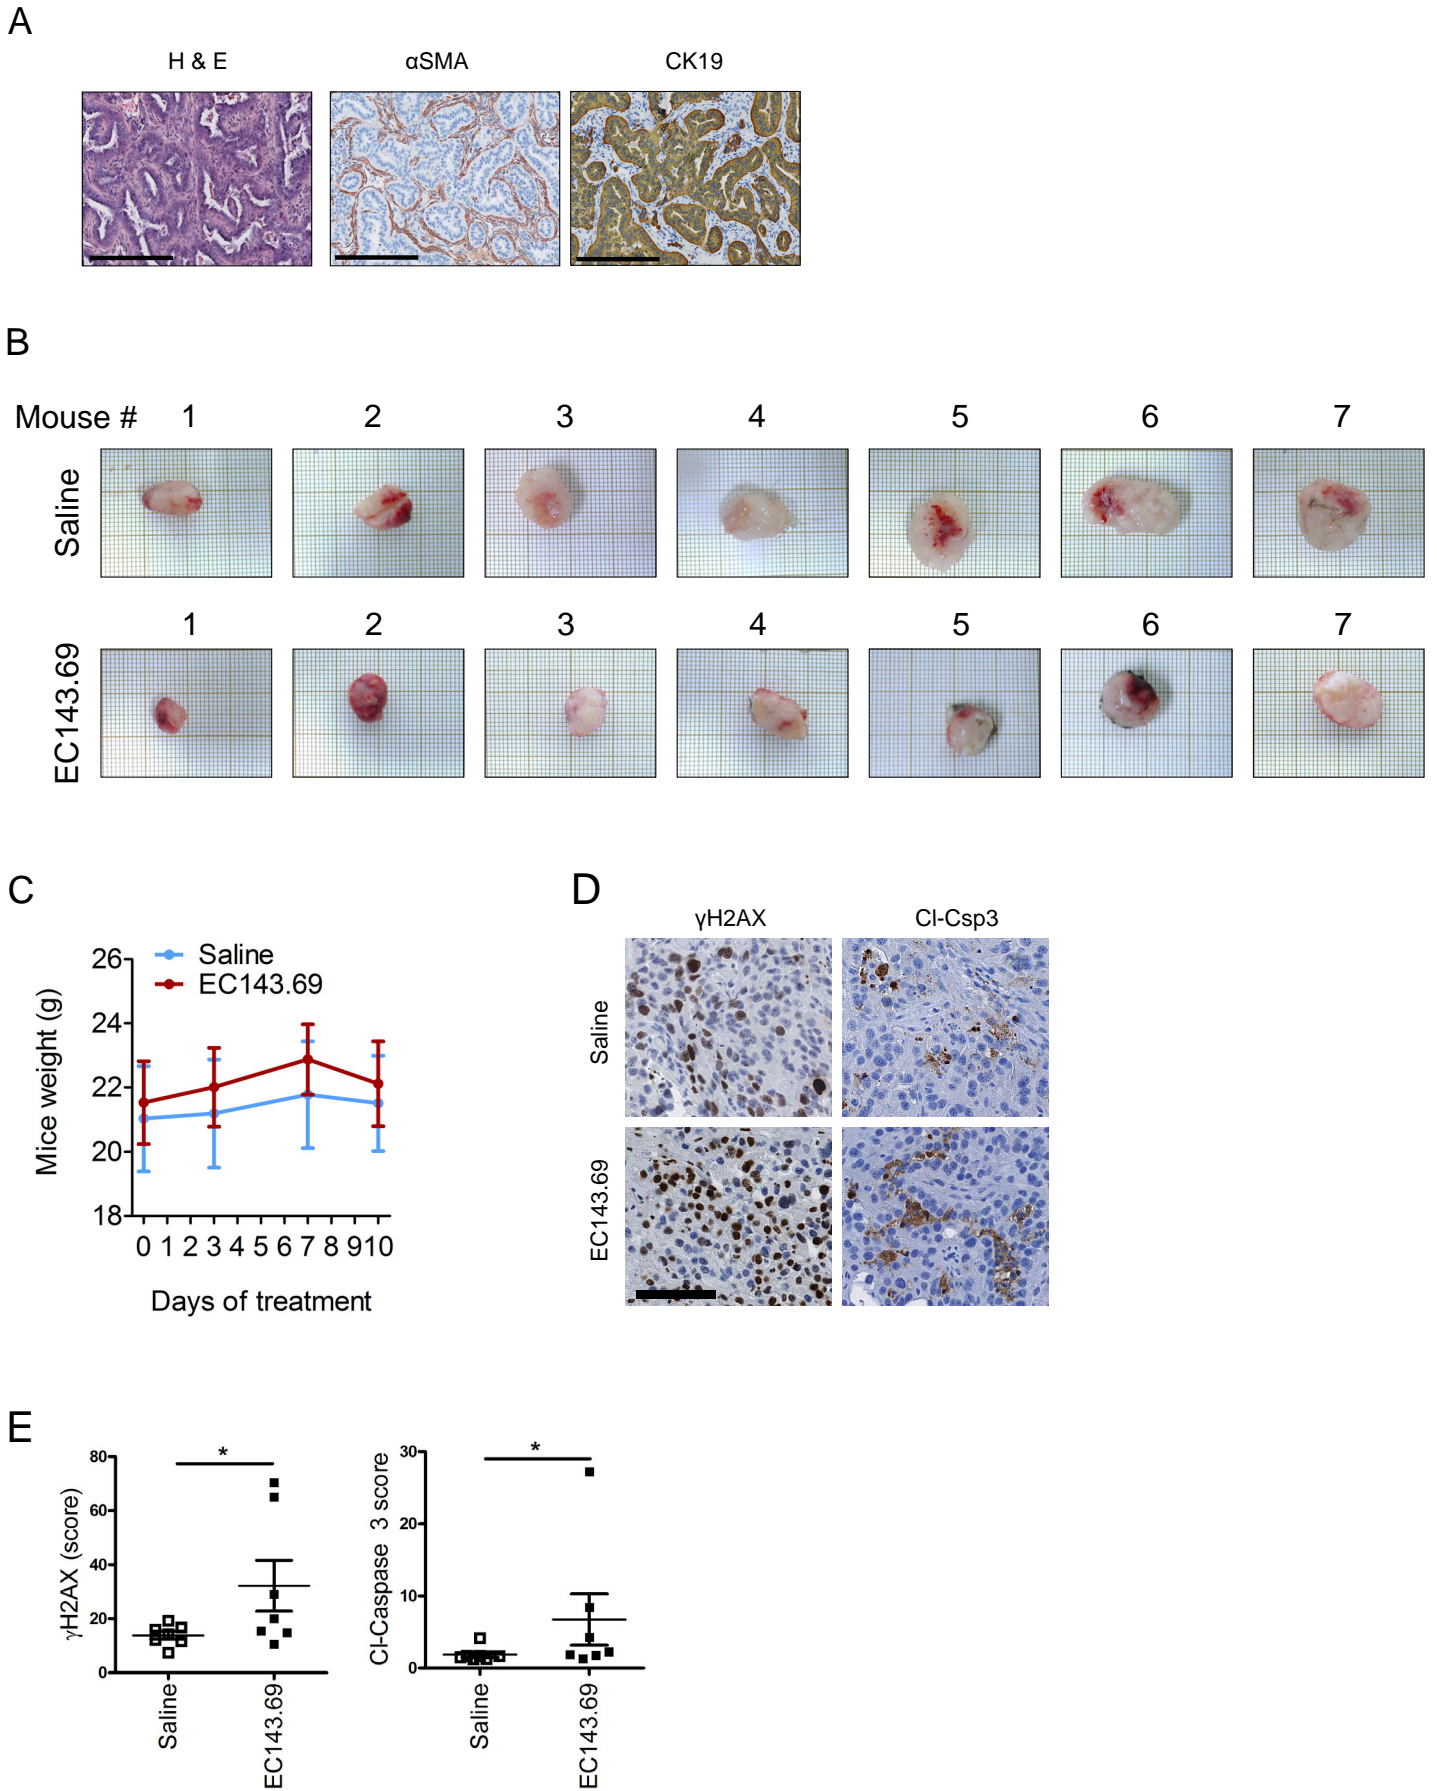 A
H & E αSMA CK19
B
Mouse # 1 2 3 4 5 6 7
Saline
1 2 3 4 5 6 7
EC143.69
C
26
24
22
20
18
Mice weight (g)
Saline
EC143.69
0 1 2 3 4 5 6 7 8 9 10
Days of treatment
D
γH2AX Cl-Csp3
Saline
EC143.69
E
80
60
40
20
0
γH2AX (score)
*
Saline
EC143.69
30
20
10
0
Cl-Caspase 3 score
*
Saline
EC143.69